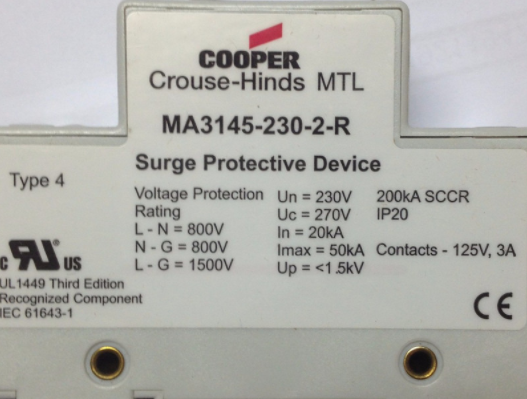 COOPER
Crouse-Hinds MTL
MA3145-230-2-R
Surge Protective Device
Type 4
Voltage Protection
Rating
L - N = 800V
N - G = 800V
L - G = 1500V
Un = 230V
Uc = 270V
In = 20kA
Imax = 50kA
Up = <1.5kV
200kA SCCR
IP20
Contacts - 125V, 3A
c RU US
UL1449 Third Edition
Recognized Component
IEC 61643-1
CE